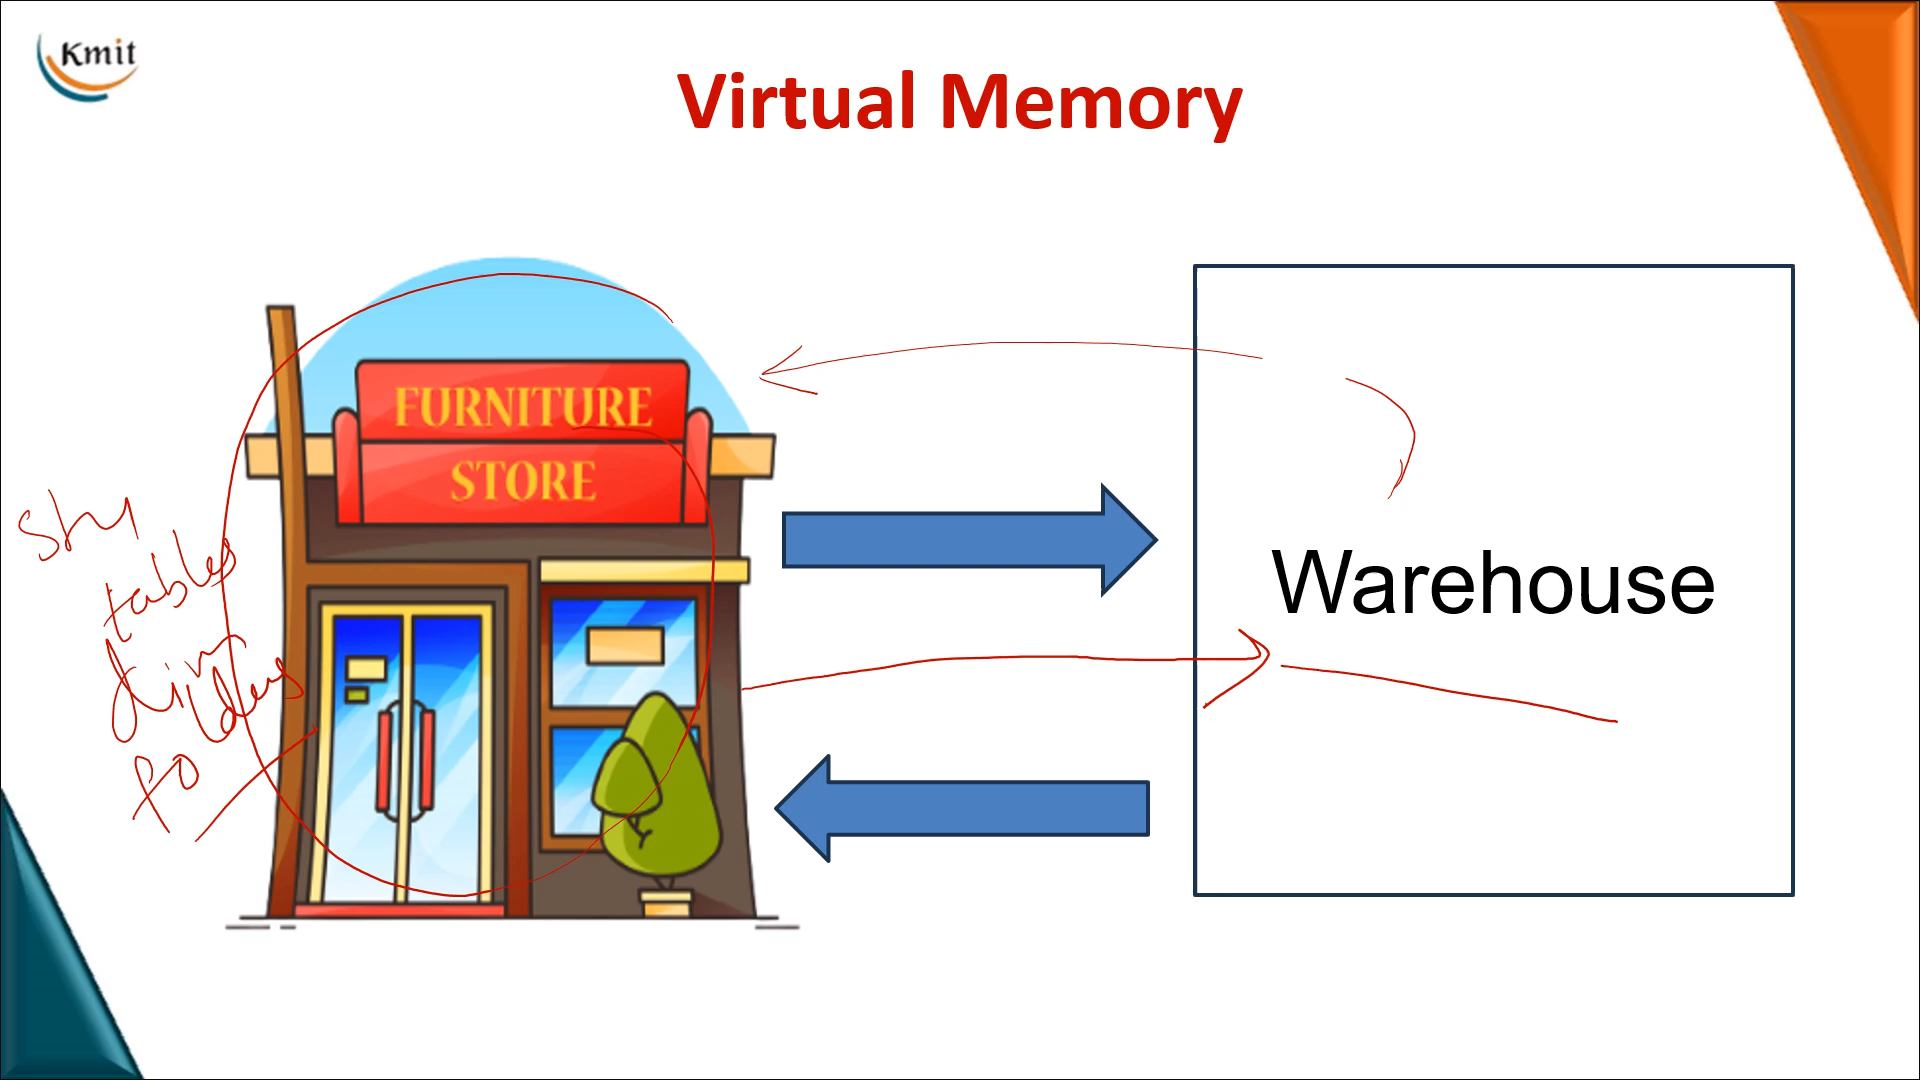 Kmit
Virtual Memory
FURNITURE
STORE
Warehouse
tables